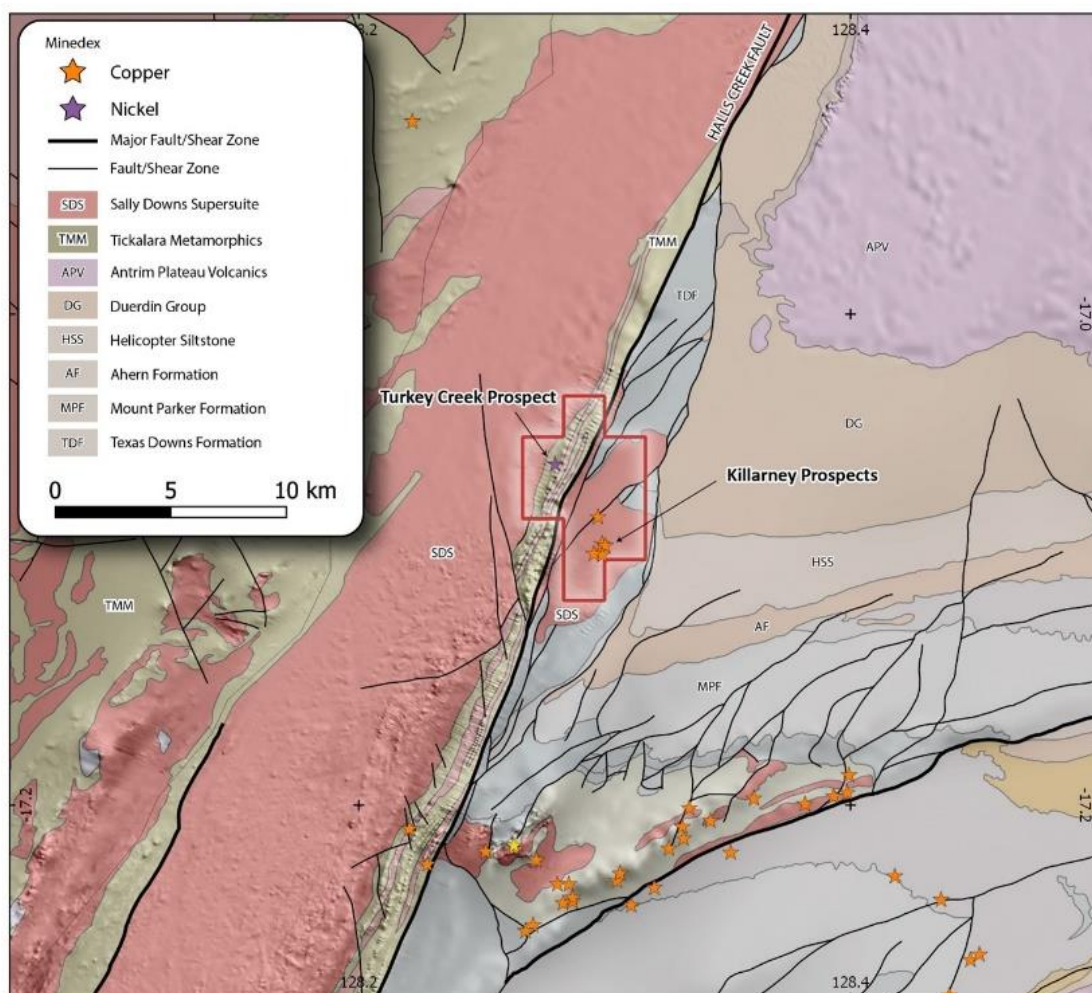 Minedex
Copper
Nickel
Major Fault/Shear Zone
Fault/Shear Zone
SDS Sally Downs Supersuite
TMM Tickalara Metamorphics
APV Antrim Plateau Volcanics
DG Duerdin Group
HSS Helicopter Siltstone
AF Ahern Formation
MPF Mount Parker Formation
TDF Texas Downs Formation
0 5 10 km
128.4
HALLS CREEK FAULT
TMM
APV
TDF
-17.0
Turkey Creek Prospect
DG
Killarney Prospects
SDS
HSS
TMM
SDS
AF
MPF
-17.2
-17.2
128.2
128.4